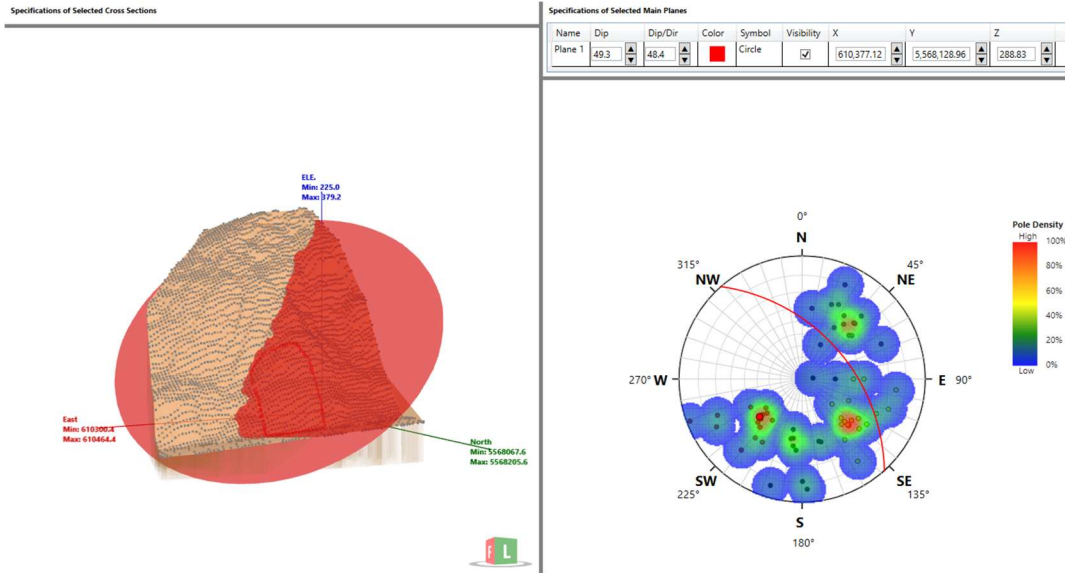 Specifications of Selected Cross Sections
ELE.
Min: 225.0
Max: 379.2
East
Min: 610300.4
Max: 610464.4
North
Min: 5568067.6
Max: 5568205.6
F L
Specifications of Selected Main Planes
Name Dip Dip/Dir Color Symbol Visibility X Y Z
Plane 1 49.3 48.4 Circle 610,377.12 5,568,128.96 288.83
0°
N
315° NW NE 45°
270° W E 90°
SW SE
225° 135°
S
180°
Pole Density
High 100%
80%
60%
40%
20%
Low 0%